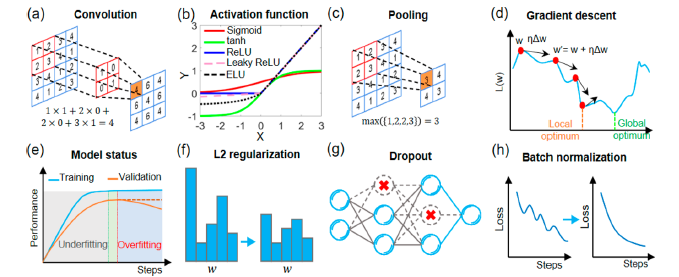 (a) Convolution
1 × 1 + 2 × 0 +
2 × 0 + 3 × 1 = 4
(b) Activation function
Sigmoid
tanh
ReLU
Leaky ReLU
ELU
Y
3
2
1
0
-1
-3 -2 -1 0 1 2 3
X
(c) Pooling
max([1,2,2,3]) = 3
(d) Gradient descent
w ηΔw
w'= w + ηΔw
L(w)
Local
optimum
Global
optimum
(e) Model status
Training Validation
Performance
Underfitting Overfitting
Steps
(f) L2 regularization
w w
(g) Dropout
(h) Batch normalization
Loss Loss
Steps Steps